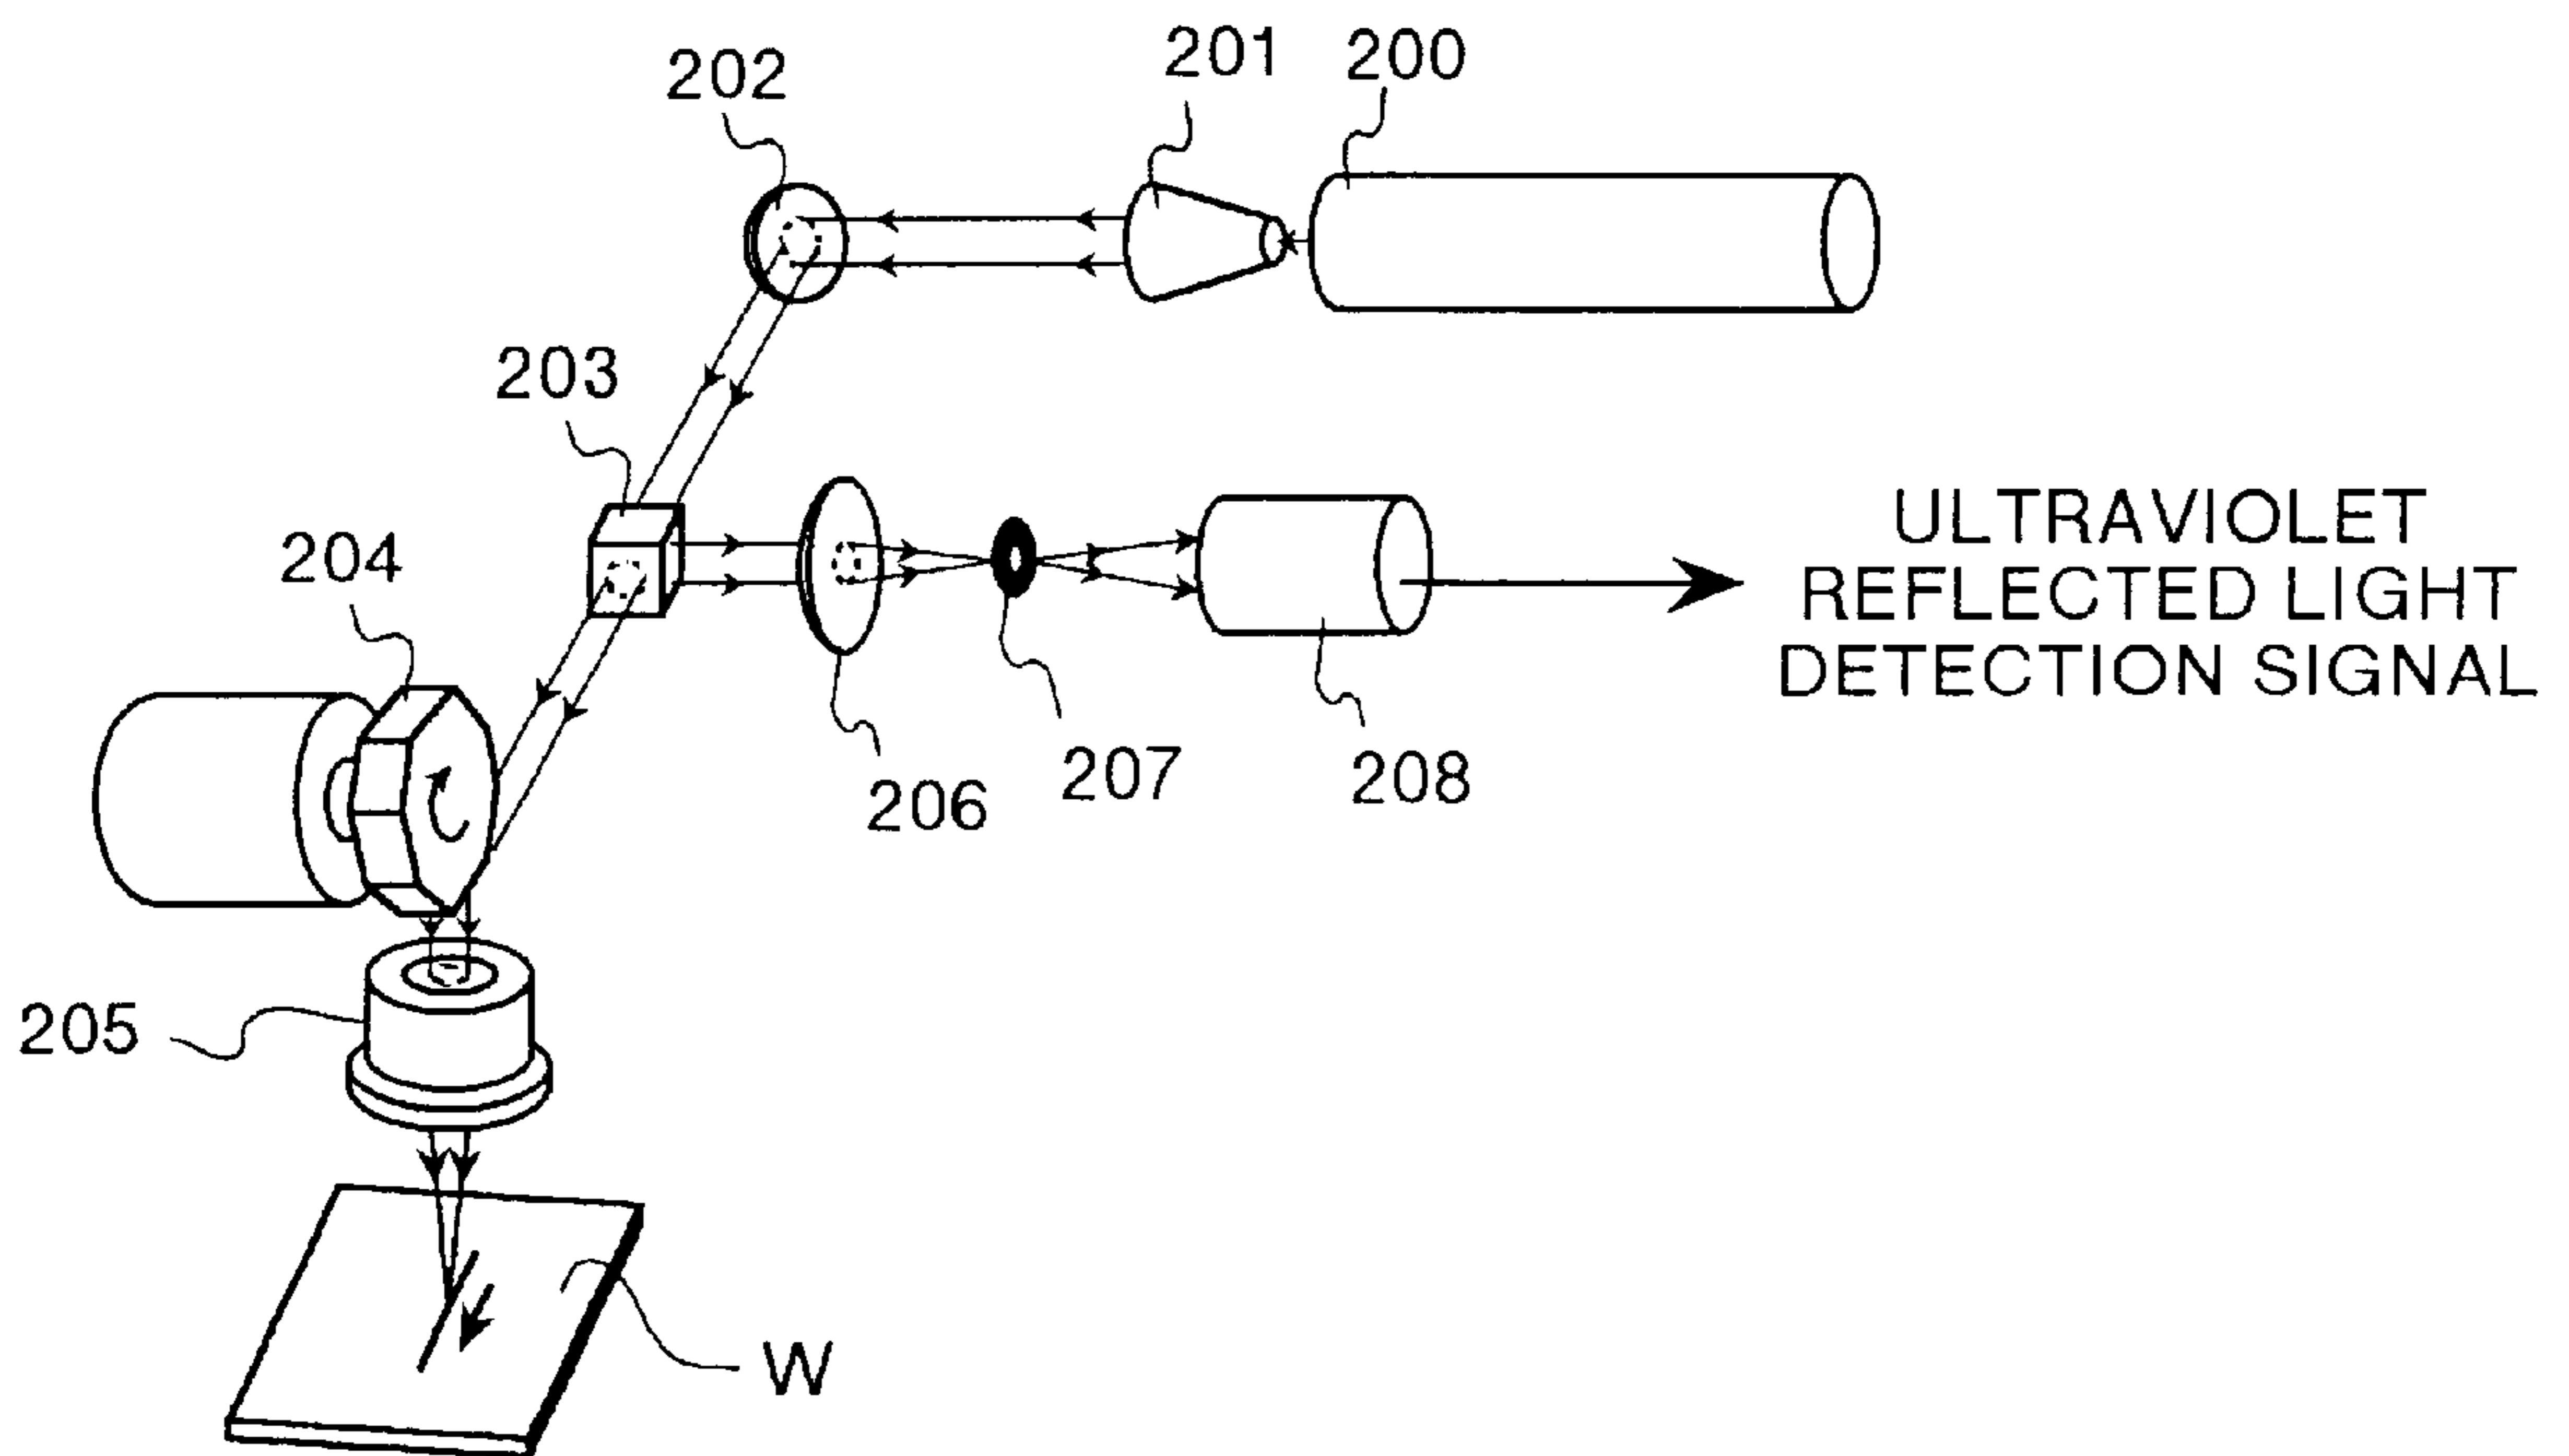 201
200
202
203
204
ULTRAVIOLET
REFLECTED LIGHT
DETECTION SIGNAL
207
208
206
205
W